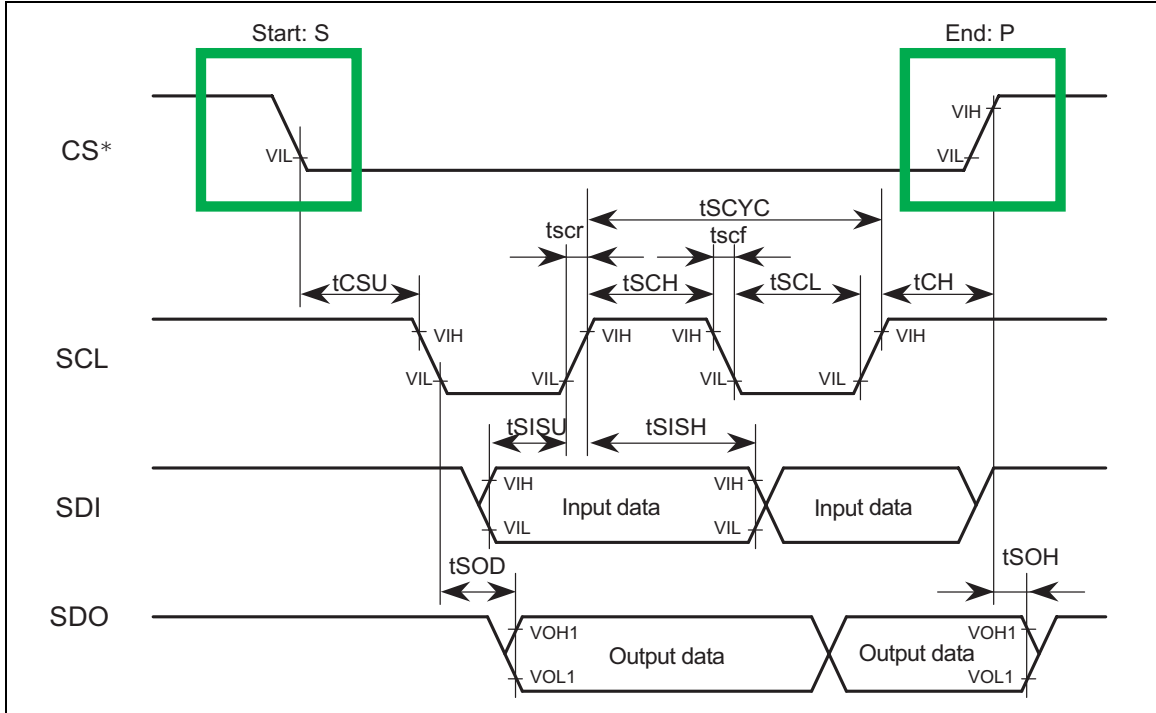 Start: S
End: P
CS*
VIL
VIH
VIL
tSCYC
tscr
tscf
tCSU
tSCH
tSCL
tCH
SCL
VIH
VIL
VIL
VIH
VIH
VIL
VIL
VIH
tSISU
tSISH
SDI
VIH
VIL
Input data
VIH
VIL
Input data
tSOD
tSOH
SDO
VOH1
VOL1
Output data
Output data
VOH1
VOL1